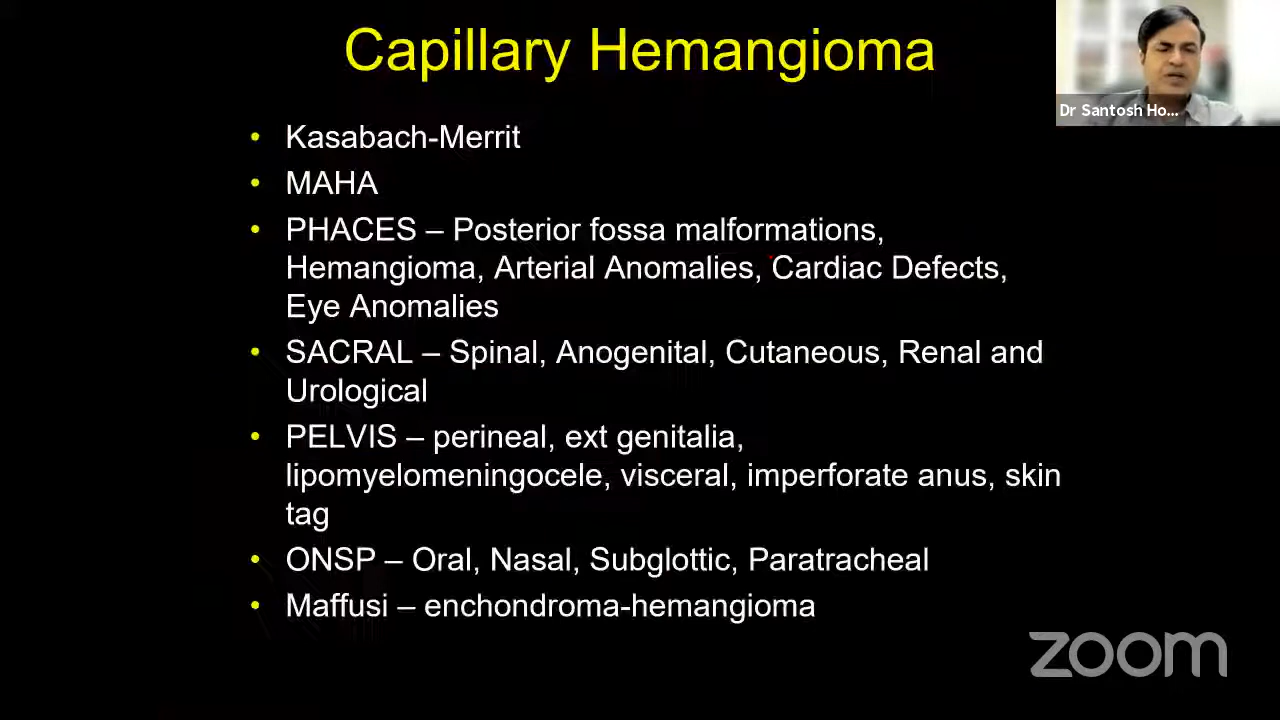 Capillary Hemangioma
Dr Santosh Ho...
• Kasabach-Merrit
• MAHA
• PHACES – Posterior fossa malformations,
Hemangioma, Arterial Anomalies, Cardiac Defects,
Eye Anomalies
• SACRAL – Spinal, Anogenital, Cutaneous, Renal and
Urological
• PELVIS – perineal, ext genitalia,
lipomyelomeningocele, visceral, imperforate anus, skin
tag
• ONSP – Oral, Nasal, Subglottic, Paratracheal
• Maffusi – enchondroma-hemangioma
zoom